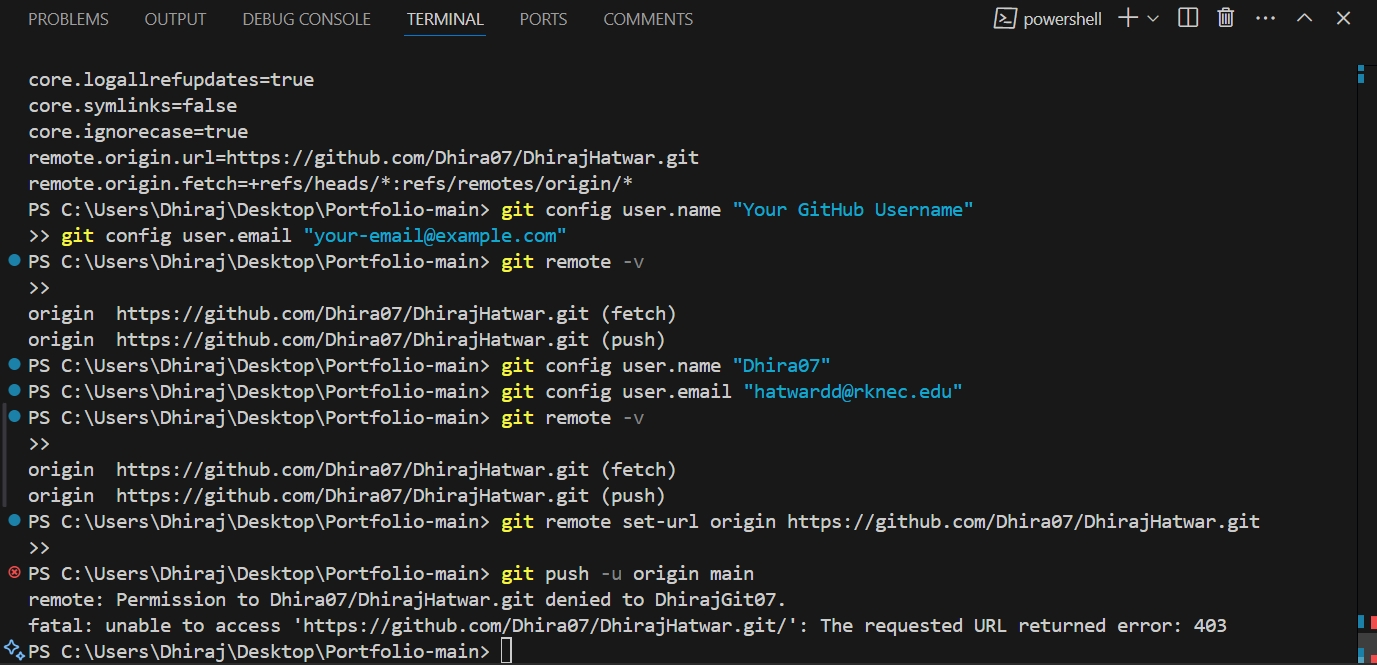 PROBLEMS OUTPUT DEBUG CONSOLE TERMINAL PORTS COMMENTS powershell
core.logallrefupdates=true
core.symlinks=false
core.ignorecase=true
remote.origin.url=https://github.com/Dhira07/DhirajHatwar.git
remote.origin.fetch=+refs/heads/*:refs/remotes/origin/*
PS C:\Users\Dhiraj\Desktop\Portfolio-main> git config user.name "Your GitHub Username"
>> git config user.email "your-email@example.com"
PS C:\Users\Dhiraj\Desktop\Portfolio-main> git remote -v
>>
origin  https://github.com/Dhira07/DhirajHatwar.git (fetch)
origin  https://github.com/Dhira07/DhirajHatwar.git (push)
PS C:\Users\Dhiraj\Desktop\Portfolio-main> git config user.name "Dhira07"
PS C:\Users\Dhiraj\Desktop\Portfolio-main> git config user.email "hatwardd@rknec.edu"
PS C:\Users\Dhiraj\Desktop\Portfolio-main> git remote -v
>>
origin  https://github.com/Dhira07/DhirajHatwar.git (fetch)
origin  https://github.com/Dhira07/DhirajHatwar.git (push)
PS C:\Users\Dhiraj\Desktop\Portfolio-main> git remote set-url origin https://github.com/Dhira07/DhirajHatwar.git
>>
PS C:\Users\Dhiraj\Desktop\Portfolio-main> git push -u origin main
remote: Permission to Dhira07/DhirajHatwar.git denied to DhirajGit07.
fatal: unable to access 'https://github.com/Dhira07/DhirajHatwar.git/': The requested URL returned error: 403
PS C:\Users\Dhiraj\Desktop\Portfolio-main>